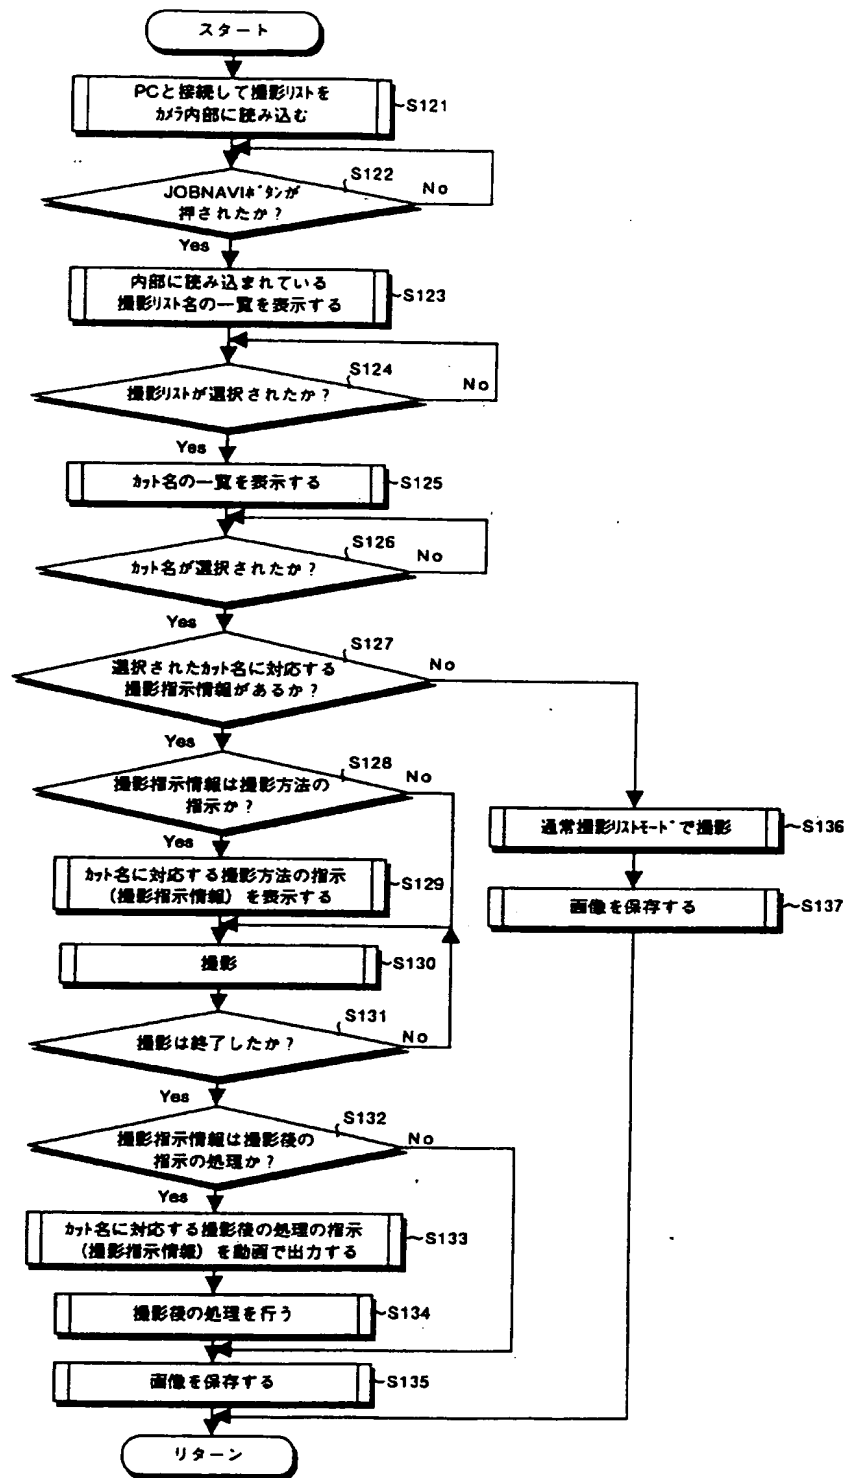 スタート
PCと接続して撮影リストを
カメラ内部に読み込む
S121
S122
JOBNAVIボタンが
押されたか?
No
Yes
内部に読み込まれている
撮影リスト名の一覧を表示する
S123
S124
撮影リストが選択されたか?
No
Yes
カット名の一覧を表示する
S125
S126
カット名が選択されたか?
No
Yes
S127
選択されたカット名に対応する
撮影指示情報があるか?
No
Yes
S128
撮影指示情報は撮影方法の
指示か?
No
Yes
通常撮影リストモードで撮影
S136
カット名に対応する撮影方法の指示
(撮影指示情報)を表示する
S129
画像を保存する
S137
撮影
S130
S131
撮影は終了したか?
No
Yes
S132
撮影指示情報は撮影後の
指示の処理か?
No
Yes
カット名に対応する撮影後の処理の指示
(撮影指示情報)を動画で出力する
S133
撮影後の処理を行う
S134
画像を保存する
S135
リターン